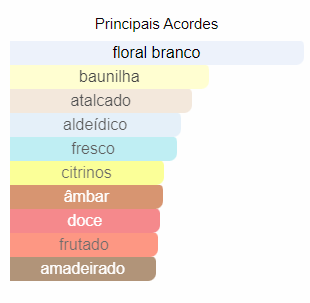 Principais Acordes
floral branco
baunilha
atalcado
aldeídico
fresco
citrinos
âmbar
doce
frutado
amadeirado